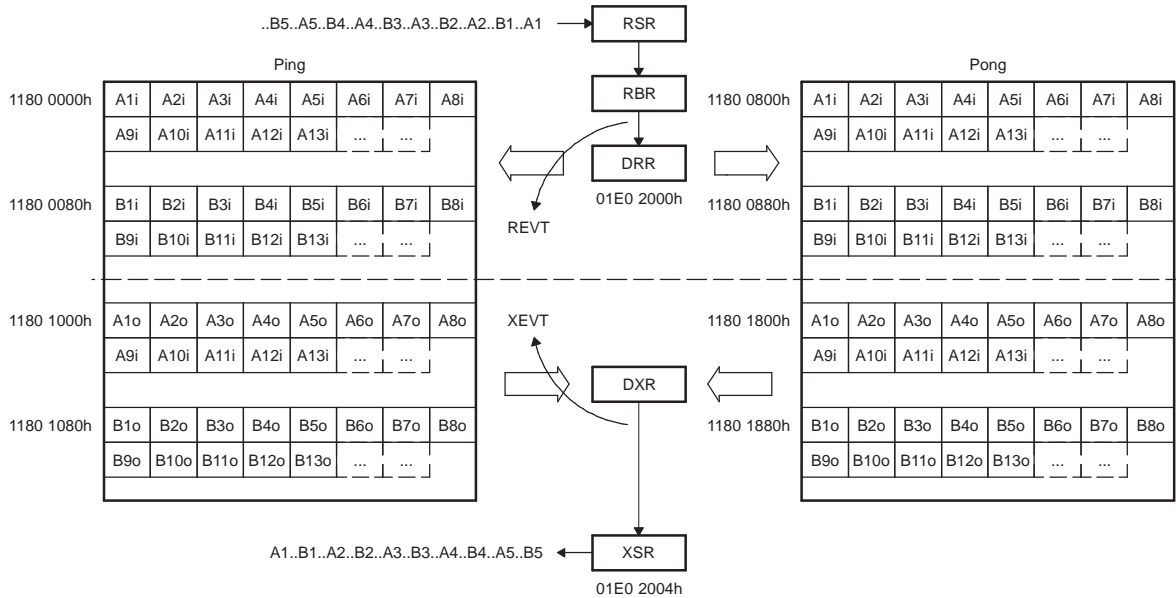 ..B5..A5..B4..A4..B3..A3..B2..A2..B1..A1 RSR
Ping Pong
RBR
1180 0000h A1i A2i A3i A4i A5i A6i A7i A8i 1180 0800h A1i A2i A3i A4i A5i A6i A7i A8i
A9i A10i A11i A12i A13i ... ... A9i A10i A11i A12i A13i ... ...
DRR
01E0 2000h
1180 0080h B1i B2i B3i B4i B5i B6i B7i B8i 1180 0880h B1i B2i B3i B4i B5i B6i B7i B8i
REVT
B9i B10i B11i B12i B13i ... ... B9i B10i B11i B12i B13i ... ...
1180 1000h A1o A2o A3o A4o A5o A6o A7o A8o XEVT 1180 1800h A1o A2o A3o A4o A5o A6o A7o A8o
A9i A10i A11i A12i A13i ... ... A9i A10i A11i A12i A13i ... ...
DXR
1180 1080h B1o B2o B3o B4o B5o B6o B7o B8o 1180 1880h B1o B2o B3o B4o B5o B6o B7o B8o
B9o B10o B11o B12o B13o ... ... B9o B10o B11o B12o B13o ... ...
A1..B1..A2..B2..A3..B3..A4..B4..A5..B5 XSR
01E0 2004h